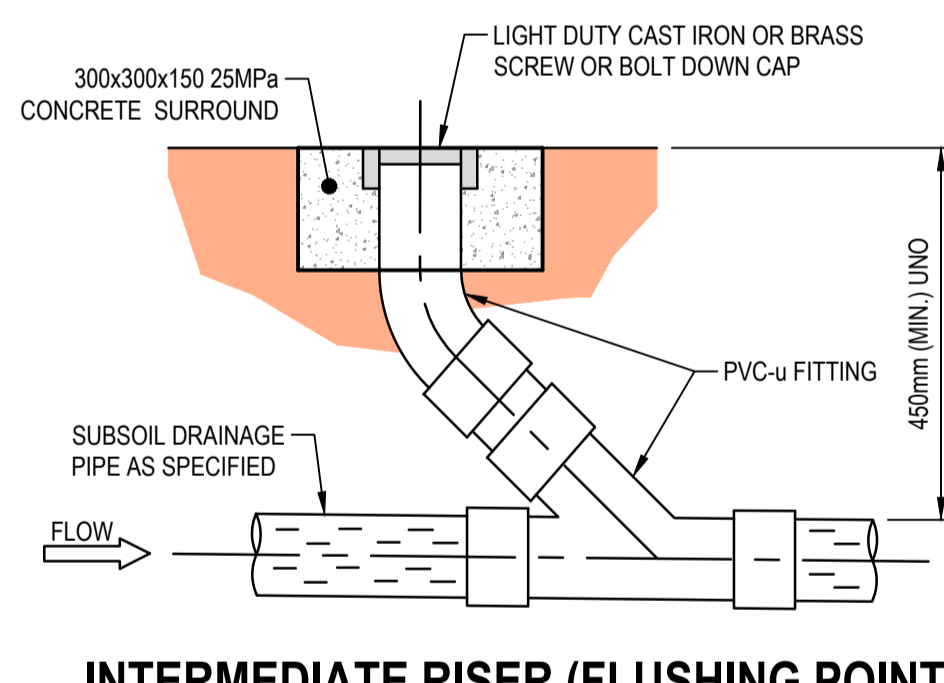 LIGHT DUTY CAST IRON OR BRASS
SCREW OR BOLT DOWN CAP
300x300x150 25MPa
CONCRETE SURROUND
450mm (MIN.) UNO
PVC-u FITTING
SUBSOIL DRAINAGE
PIPE AS SPECIFIED
FLOW
INTERMEDIATE RISER (FLUSHING POINT